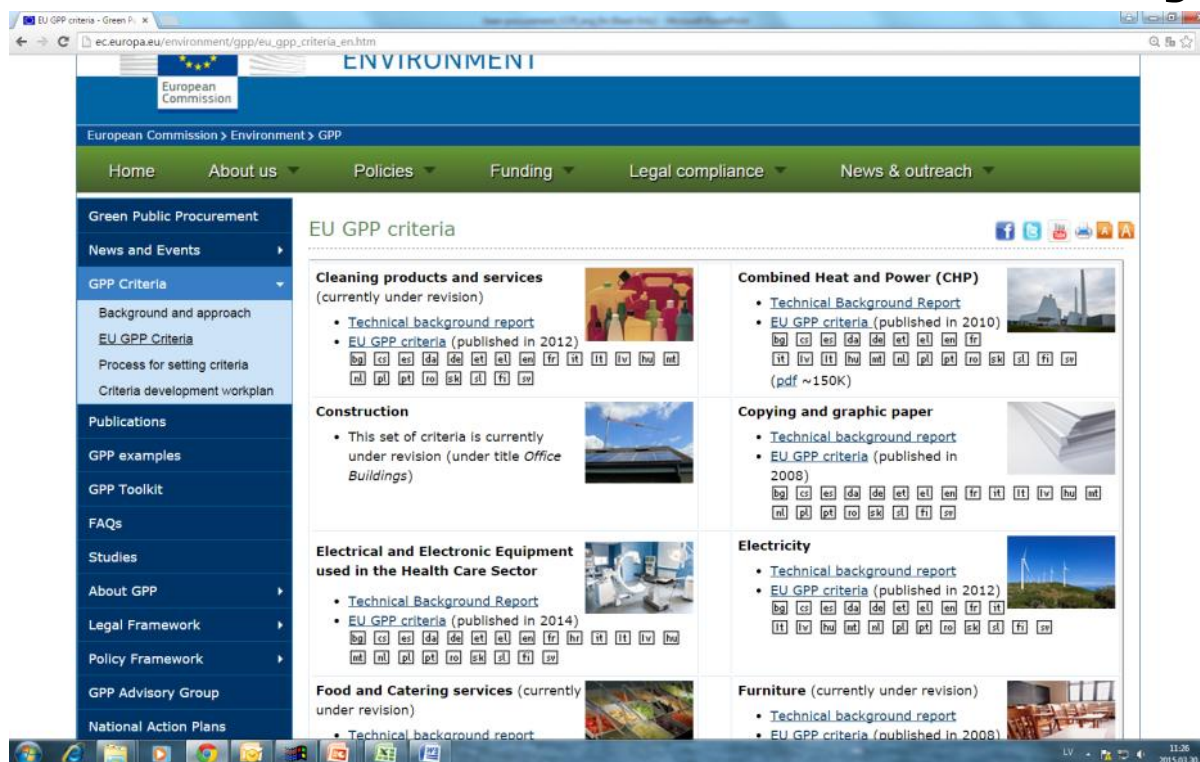 EU GPP criteria - Green Pu
ec.europa.eu/environment/gpp/eu_gpp_criteria_en.htm
ENVIRONMENT
European
Commission
European Commission > Environment > GPP
Home About us Policies Funding Legal compliance News & outreach
Green Public Procurement
News and Events
GPP Criteria
Background and approach
EU GPP Criteria
Process for setting criteria
Criteria development workplan
Publications
GPP examples
GPP Toolkit
FAQs
Studies
About GPP
Legal Framework
Policy Framework
GPP Advisory Group
National Action Plans
EU GPP criteria
Cleaning products and services
(currently under revision)
• Technical background report
• EU GPP criteria (published in 2012)
bg cs es da de et el en fr it lt lv hu mt
nl pl pt ro sk sl fi sv
Combined Heat and Power (CHP)
• Technical Background Report
• EU GPP criteria (published in 2010)
bg cs es da de et el en fr
it lv lt hu mt nl pl pt ro sk sl fi sv
(pdf ~150K)
Construction
• This set of criteria is currently
under revision (under title Office
Buildings)
Copying and graphic paper
• Technical background report
• EU GPP criteria (published in
2008)
bg cs es da de et el en fr it lt lv hu mt
nl pl pt ro sk sl fi sv
Electrical and Electronic Equipment
used in the Health Care Sector
• Technical Background Report
• EU GPP criteria (published in 2014)
bg cs es da de et el en fr hr it lt lv hu
mt nl pl pt ro sk sl fi sv
Electricity
• Technical background report
• EU GPP criteria (published in 2012)
bg cs es da de et el en fr it
lt lv hu mt nl pl pt ro sk sl fi sv
Food and Catering services (currently
under revision)
• Technical background report
Furniture (currently under revision)
• Technical background report
• EU GPP criteria (published in 2008)
LV
11:26
2015.03.20